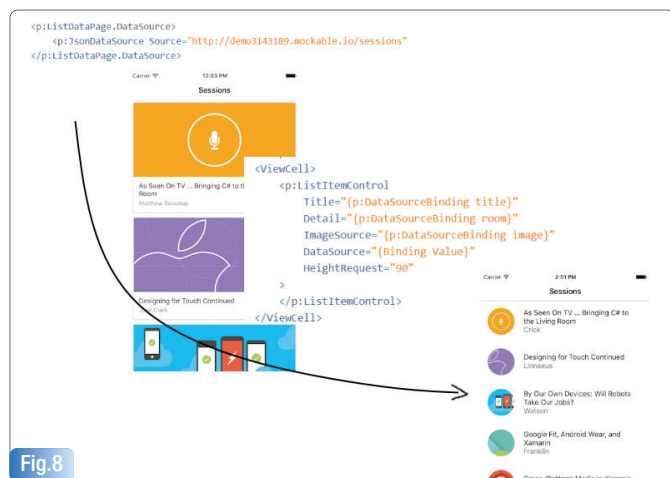 <p:ListDataPage.DataSource>
<p:JsonDataSource Source="http://demo3143189.mockable.io/sessions"
</p:ListDataPage.DataSource>
Carrier 12:03 PM
Sessions
As Seen On TV ... Bringing C# to t
Room
Matthew Soucoup
Designing for Touch Continued
Clark
<ViewCell>
<p:ListItemControl
Title="{p:DataSourceBinding title}"
Detail="{p:DataSourceBinding room}"
ImageSource="{p:DataSourceBinding image}"
DataSource="{Binding Value}"
HeightRequest="90"
>
</p:ListItemControl>
</ViewCell>
Carrier 2:51 PM
Sessions
As Seen On TV ... Bringing C# to
the Living Room
Crick
Designing for Touch Continued
Linnaeus
By Our Own Devices: Will Robots
Take Our Jobs?
Watson
Google Fit, Android Wear, and
Xamarin
Franklin
Fig.8